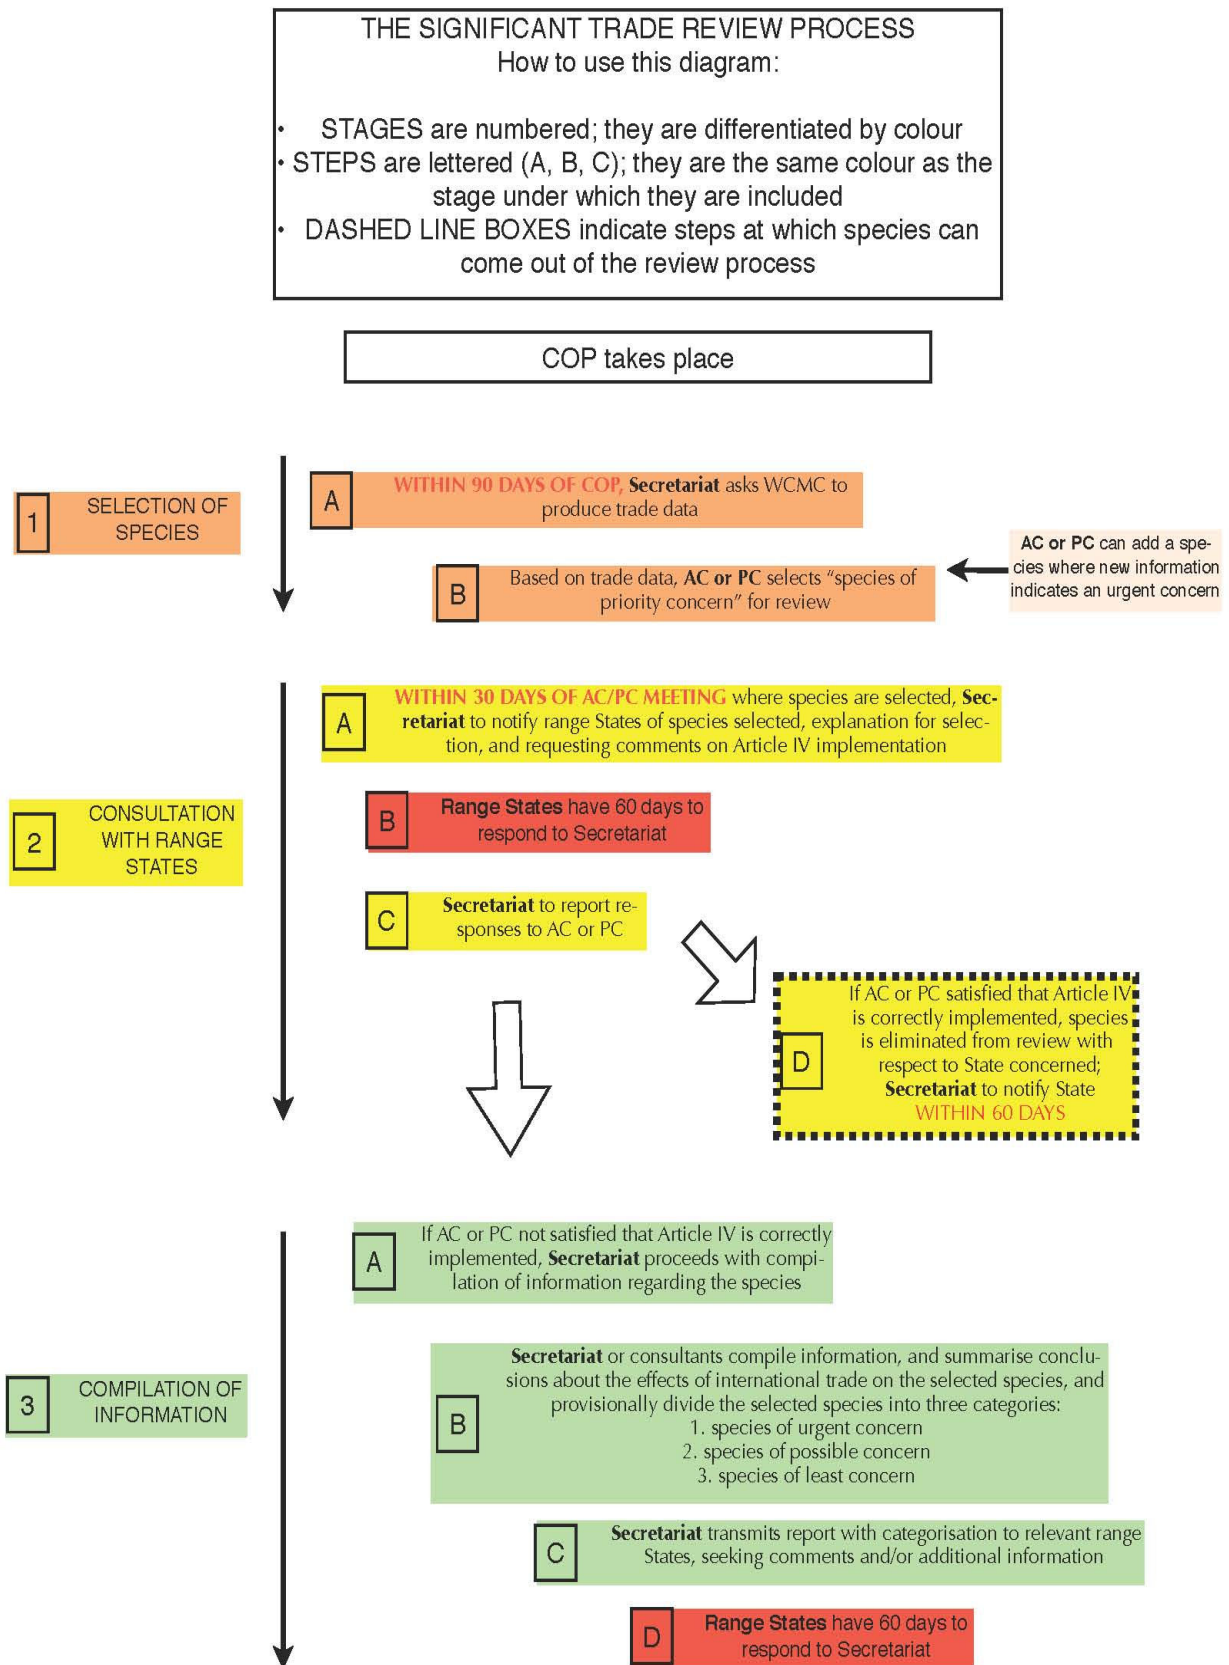 THE SIGNIFICANT TRADE REVIEW PROCESS
How to use this diagram:
• STAGES are numbered; they are differentiated by colour
• STEPS are lettered (A, B, C); they are the same colour as the
stage under which they are included
• DASHED LINE BOXES indicate steps at which species can
come out of the review process
COP takes place
1
SELECTION OF
SPECIES
A
WITHIN 90 DAYS OF COP, Secretariat asks WCMC to
produce trade data
B
Based on trade data, AC or PC selects “species of
priority concern” for review
AC or PC can add a spe-
cies where new information
indicates an urgent concern
2
CONSULTATION
WITH RANGE
STATES
A
WITHIN 30 DAYS OF AC/PC MEETING where species are selected, Sec-
retariat to notify range States of species selected, explanation for selec-
tion, and requesting comments on Article IV implementation
B
Range States have 60 days to
respond to Secretariat
C
Secretariat to report re-
sponses to AC or PC
D
If AC or PC satisfied that Article IV
is correctly implemented, species
is eliminated from review with
respect to State concerned;
Secretariat to notify State
WITHIN 60 DAYS
3
COMPILATION OF
INFORMATION
A
If AC or PC not satisfied that Article IV is correctly
implemented, Secretariat proceeds with compi-
lation of information regarding the species
B
Secretariat or consultants compile information, and summarise conclu-
sions about the effects of international trade on the selected species, and
provisionally divide the selected species into three categories:
1. species of urgent concern
2. species of possible concern
3. species of least concern
C
Secretariat transmits report with categorisation to relevant range
States, seeking comments and/or additional information
D
Range States have 60 days to
respond to Secretariat